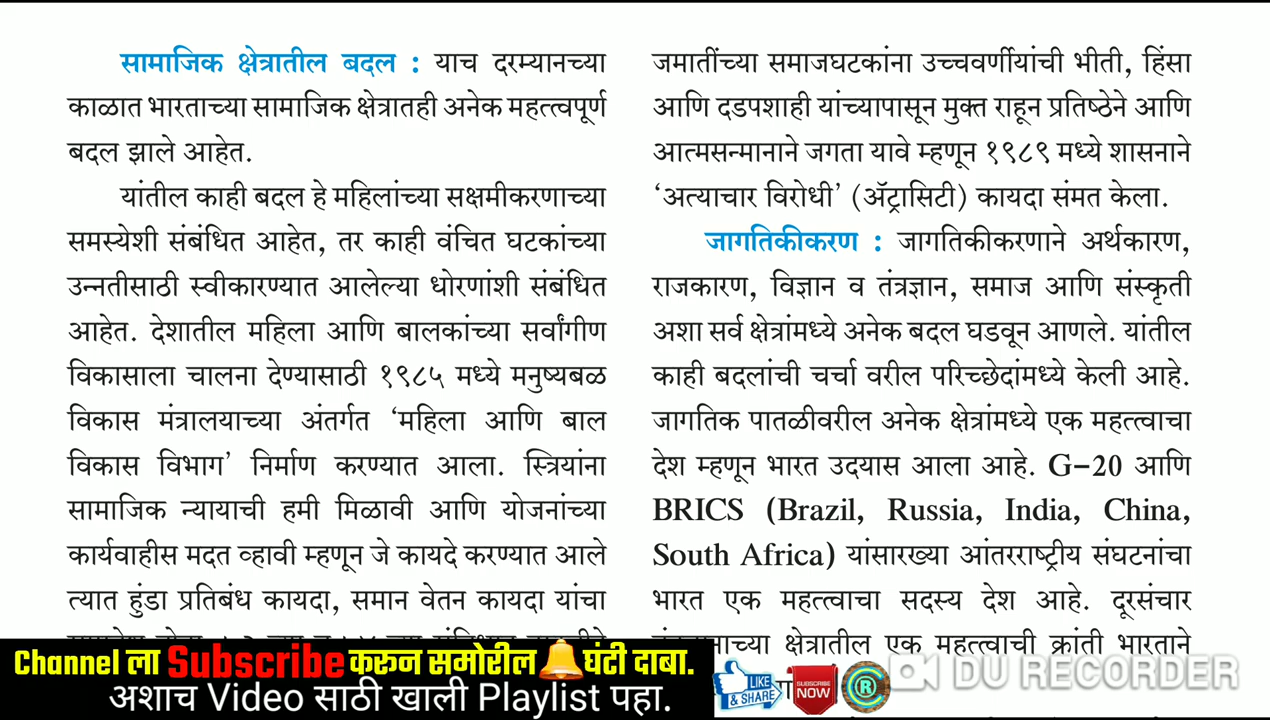 सामाजिक क्षेत्रातील बदल : याच दरम्यानच्या
काळात भारताच्या सामाजिक क्षेत्रातही अनेक महत्त्वपूर्ण
बदल झाले आहेत.
यांतील काही बदल हे महिलांच्या सक्षमीकरणाच्या
समस्येशी संबंधित आहेत, तर काही वंचित घटकांच्या
उन्नतीसाठी स्वीकारण्यात आलेल्या धोरणांशी संबंधित
आहेत. देशातील महिला आणि बालकांच्या सर्वांगीण
विकासाला चालना देण्यासाठी १९८५ मध्ये मनुष्यबळ
विकास मंत्रालयाच्या अंतर्गत ‘महिला आणि बाल
विकास विभाग’ निर्माण करण्यात आला. स्त्रियांना
सामाजिक न्यायाची हमी मिळावी आणि योजनांच्या
कार्यवाहीस मदत व्हावी म्हणून जे कायदे करण्यात आले
त्यात हुंडा प्रतिबंध कायदा, समान वेतन कायदा यांचा
जमातींच्या समाजघटकांना उच्चवर्णीयांची भीती, हिंसा
आणि दडपशाही यांच्यापासून मुक्त राहून प्रतिष्ठेने आणि
आत्मसन्मानाने जगता यावे म्हणून १९८९ मध्ये शासनाने
‘अत्याचार विरोधी’ (ॲट्रासिटी) कायदा संमत केला.
जागतिकीकरण : जागतिकीकरणाने अर्थकारण,
राजकारण, विज्ञान व तंत्रज्ञान, समाज आणि संस्कृती
अशा सर्व क्षेत्रांमध्ये अनेक बदल घडवून आणले. यांतील
काही बदलांची चर्चा वरील परिच्छेदांमध्ये केली आहे.
जागतिक पातळीवरील अनेक क्षेत्रांमध्ये एक महत्त्वाचा
देश म्हणून भारत उदयास आला आहे. G-20 आणि
BRICS (Brazil, Russia, India, China,
South Africa) यांसारख्या आंतरराष्ट्रीय संघटनांचा
भारत एक महत्त्वाचा सदस्य देश आहे. दूरसंचार
क्षेत्रातील एक महत्त्वाची क्रांती भारताने
Channel ला Subscribe करून समोरील घंटी दाबा.
अशाच Video साठी खाली Playlist पहा.
LIKE
& SHARE
SUBSCRIBE
NOW
R
DU RECORDER